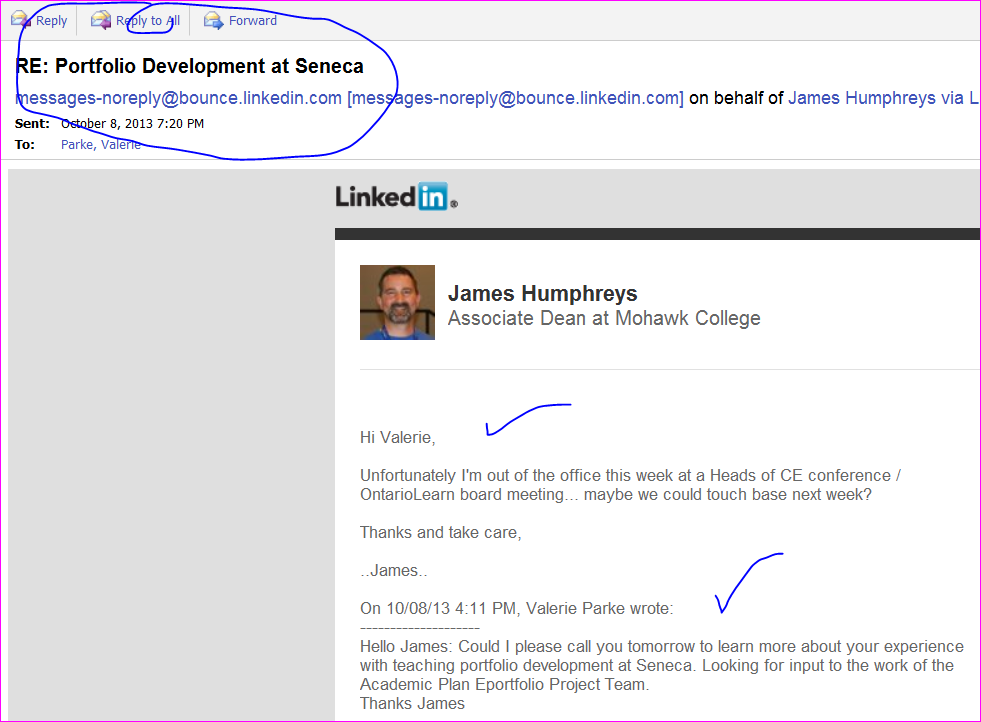 Reply Reply to All Forward
RE: Portfolio Development at Seneca
messages-noreply@bounce.linkedin.com [messages-noreply@bounce.linkedin.com] on behalf of James Humphreys via L
Sent: October 8, 2013 7:20 PM
To: Parke, Valerie
Linked in ®
James Humphreys
Associate Dean at Mohawk College
Hi Valerie,
Unfortunately I'm out of the office this week at a Heads of CE conference /
OntarioLearn board meeting... maybe we could touch base next week?
Thanks and take care,
..James..
On 10/08/13 4:11 PM, Valerie Parke wrote:
--------------------
Hello James: Could I please call you tomorrow to learn more about your experience
with teaching portfolio development at Seneca. Looking for input to the work of the
Academic Plan Eportfolio Project Team.
Thanks James